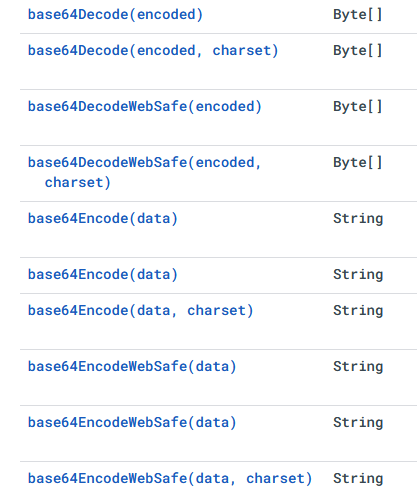 base64Decode(encoded) Byte[]
base64Decode(encoded, charset) Byte[]
base64DecodeWebSafe(encoded) Byte[]
base64DecodeWebSafe(encoded, Byte[]
charset)
base64Encode(data) String
base64Encode(data) String
base64Encode(data, charset) String
base64EncodeWebSafe(data) String
base64EncodeWebSafe(data) String
base64EncodeWebSafe(data, charset) String